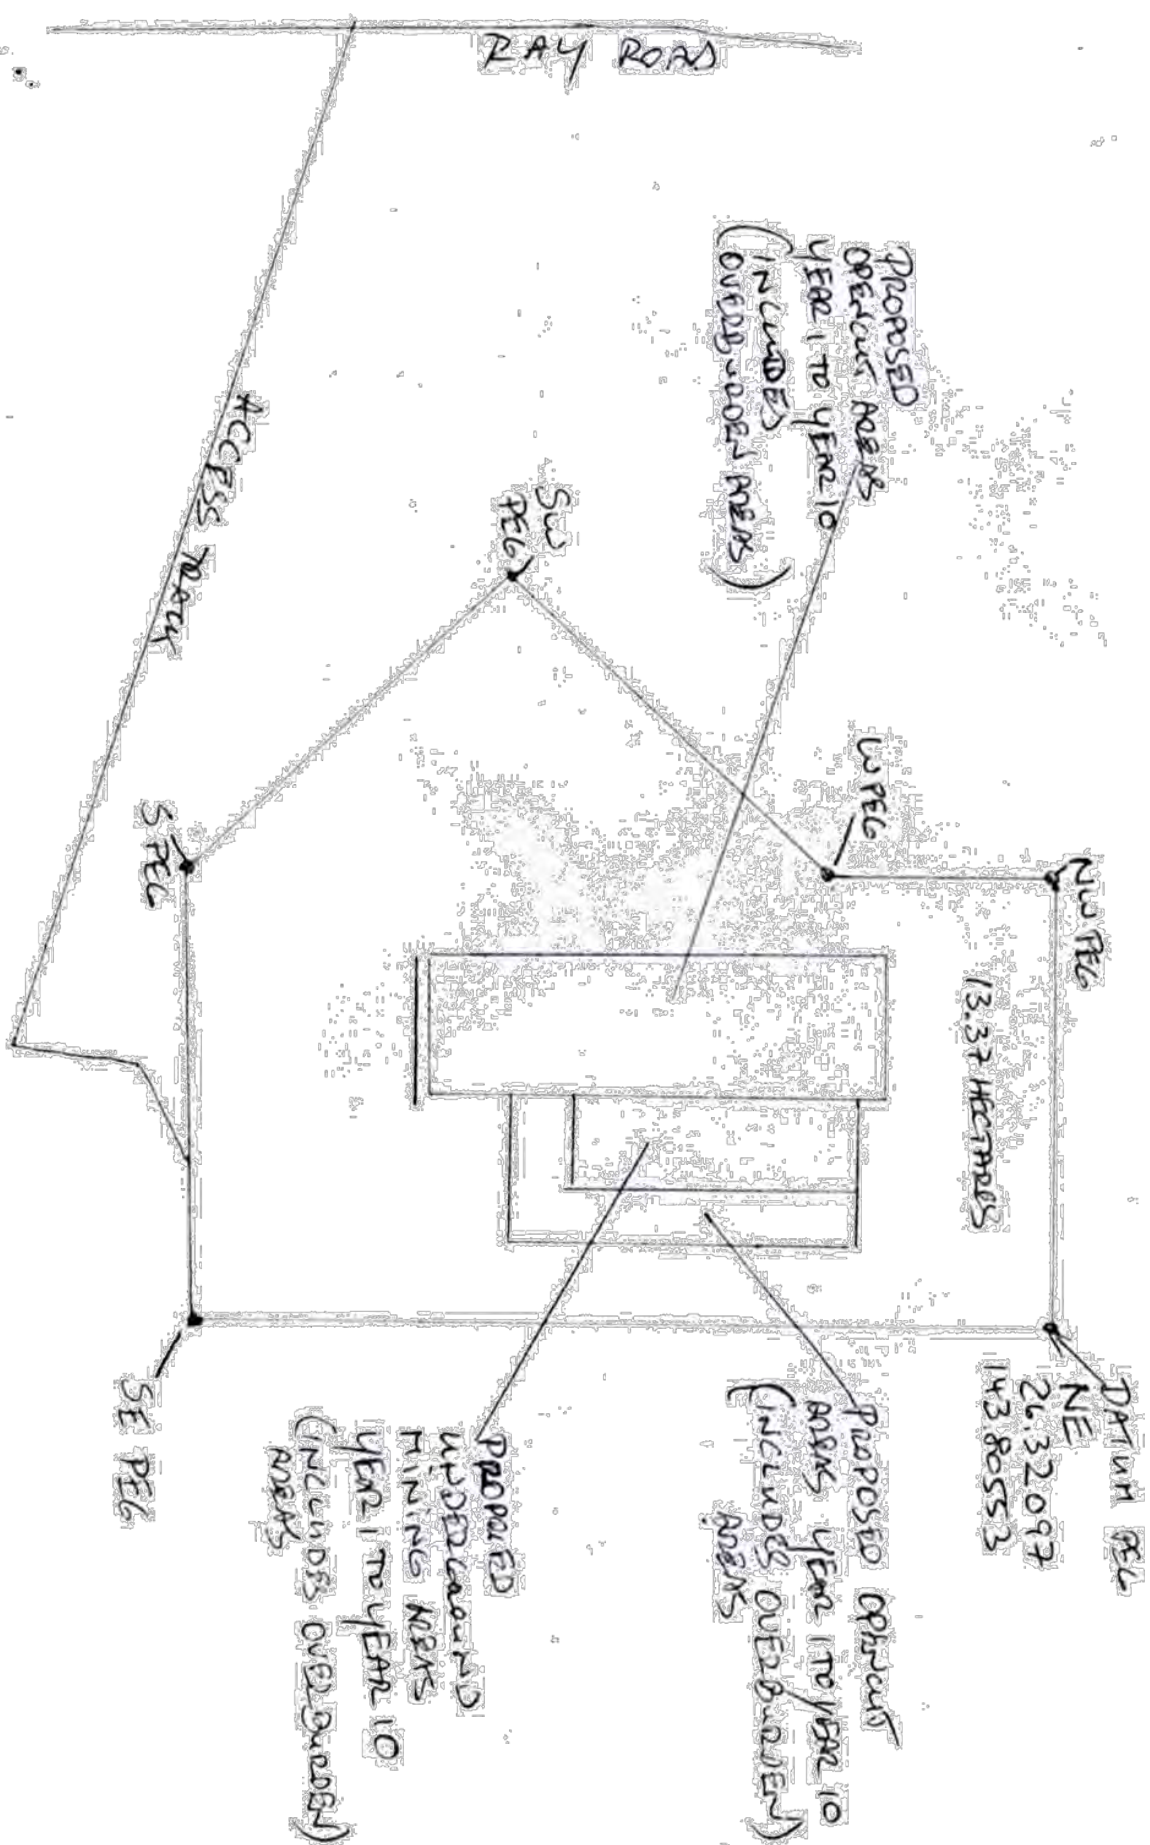 RAY ROAD
ACCESS TRACK
PROPOSED
OPENCUT AREAS
YEAR 1 TO YEAR 10
(INCLUDES
OVERBURDEN AREAS)
SW
PEG
W PEG
NW PEG
S PEG
13.37 HECTARES
DATUM PEG
NE
26.32097
143.80553
SE PEG
PROPOSED OPENCUT
AREAS YEAR 1 TO YEAR 10
(INCLUDES OVERBURDEN)
AREAS
PROPOSED
UNDERGROUND
MINING AREAS
YEAR 1 TO YEAR 10
(INCLUDES OVERBURDEN)
AREAS